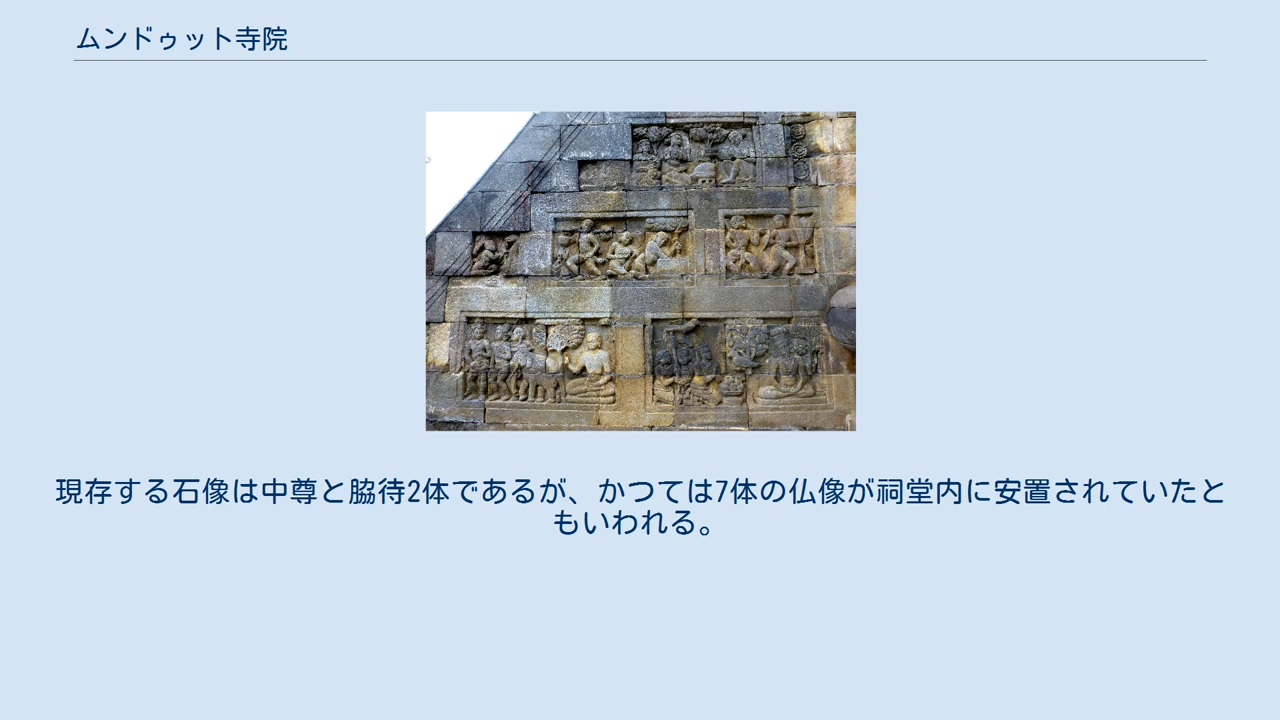 ムンドゥット寺院
現存する石像は中尊と脇待2体であるが、かつては7体の仏像が祠堂内に安置されていたと
もいわれる。